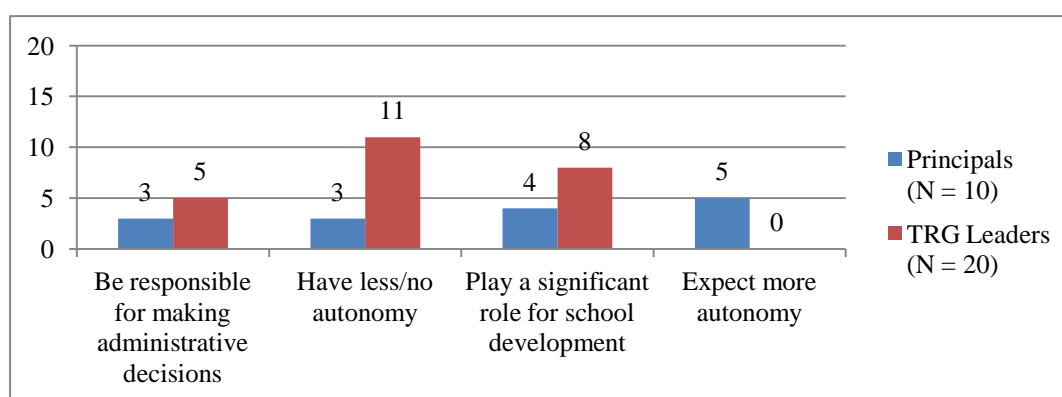 20
15
10
5
0
3
5
3
11
4
8
5
0
Be responsible
for making
administrative
decisions
Have less/no
autonomy
Play a significant
role for school
development
Expect more
autonomy
Principals
(N = 10)
TRG Leaders
(N = 20)